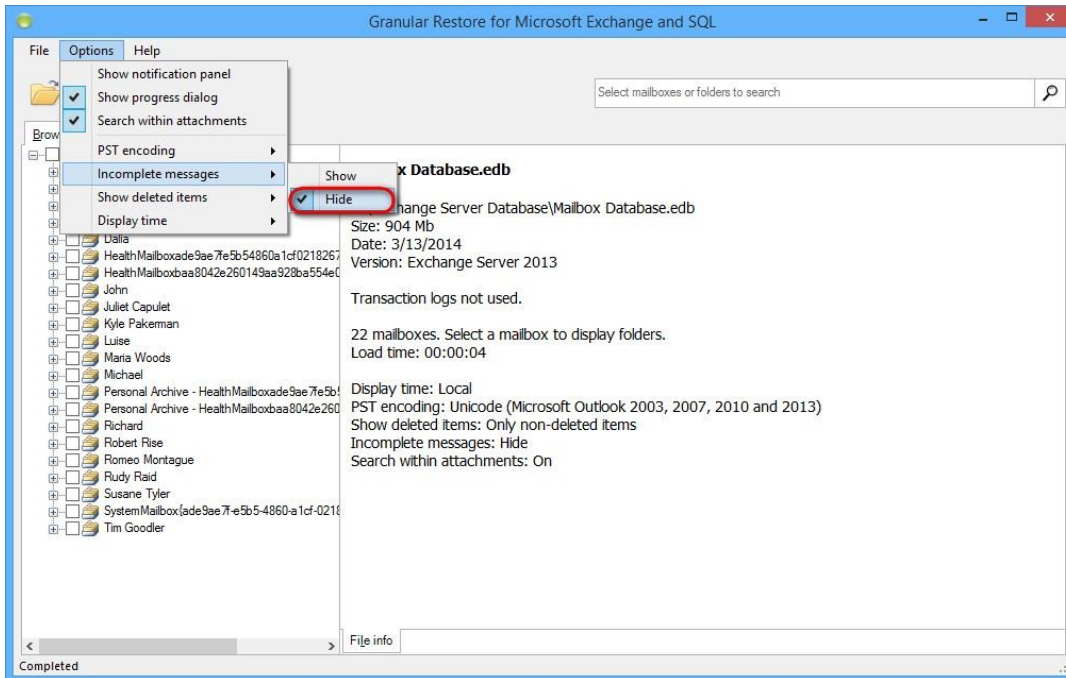 Granular Restore for Microsoft Exchange and SQL
File Options Help
Show notification panel
Show progress dialog
Search within attachments
PST encoding
Incomplete messages
Show deleted items
Display time
Show
Hide
Select mailboxes or folders to search
Brow
Dalia
HealthMailboxade9ae7fe5b54860a1cf0218267
HealthMailboxbaa8042e260149aa928ba554e0
John
Juliet Capulet
Kyle Pakerman
Luise
Maria Woods
Michael
Personal Archive - HealthMailboxade9ae7fe5b5
Personal Archive - HealthMailboxbaa8042e260
Richard
Robert Rise
Romeo Montague
Rudy Raid
Susane Tyler
SystemMailbox{ade9ae7f-e5b5-4860-a1cf-0218
Tim Goodler
x Database.edb
hange Server Database\Mailbox Database.edb
Size: 904 Mb
Date: 3/13/2014
Version: Exchange Server 2013
Transaction logs not used.
22 mailboxes. Select a mailbox to display folders.
Load time: 00:00:04
Display time: Local
PST encoding: Unicode (Microsoft Outlook 2003, 2007, 2010 and 2013)
Show deleted items: Only non-deleted items
Incomplete messages: Hide
Search within attachments: On
File info
Completed